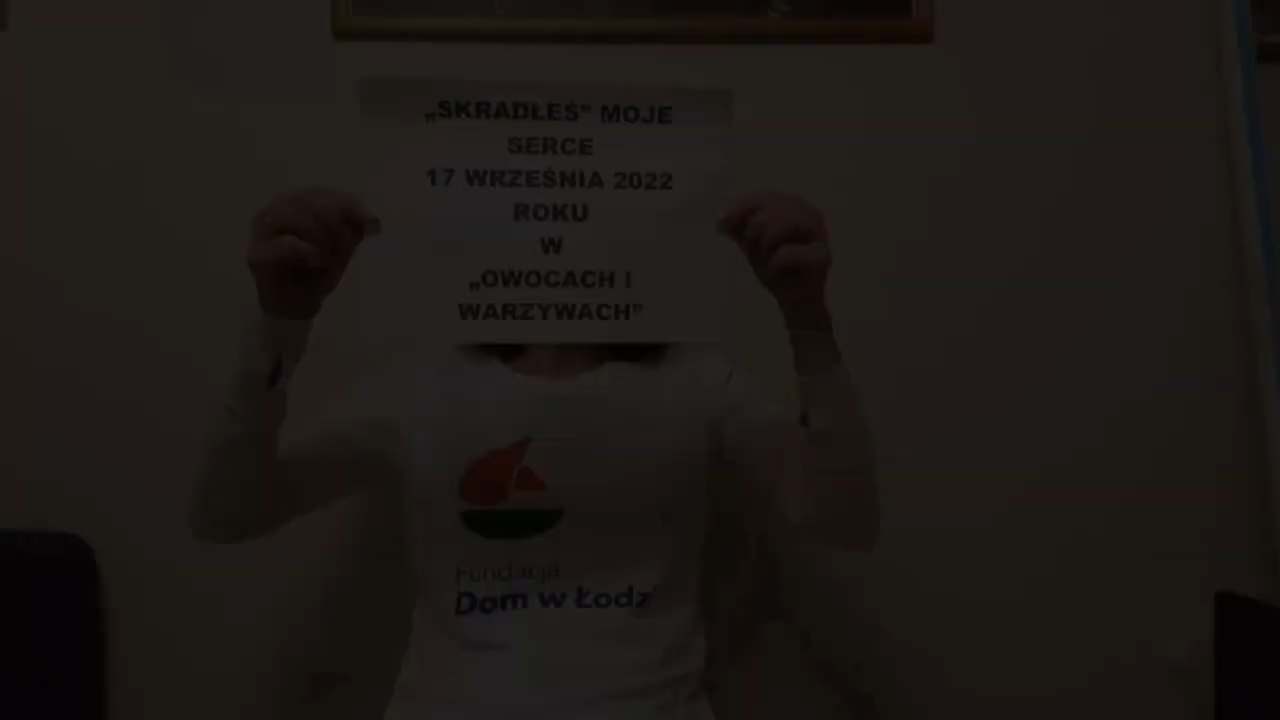 „SKRADŁEŚ” MOJE
SERCE
17 WRZEŚNIA 2022
ROKU
W
„OWOCACH I
WARZYWACH”
Fundacja
Dom w Łodzi